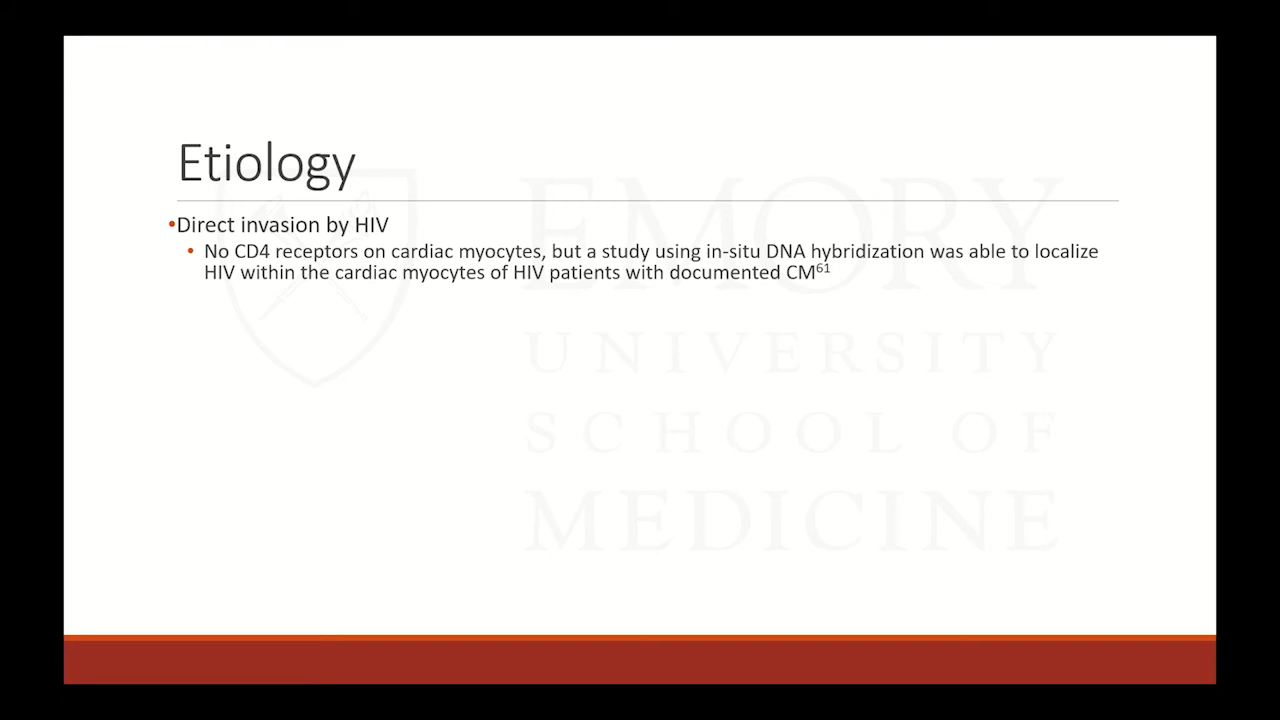 Etiology
•Direct invasion by HIV
• No CD4 receptors on cardiac myocytes, but a study using in-situ DNA hybridization was able to localize
HIV within the cardiac myocytes of HIV patients with documented CM61
EMORY
UNIVERSITY
SCHOOL OF
MEDICINE